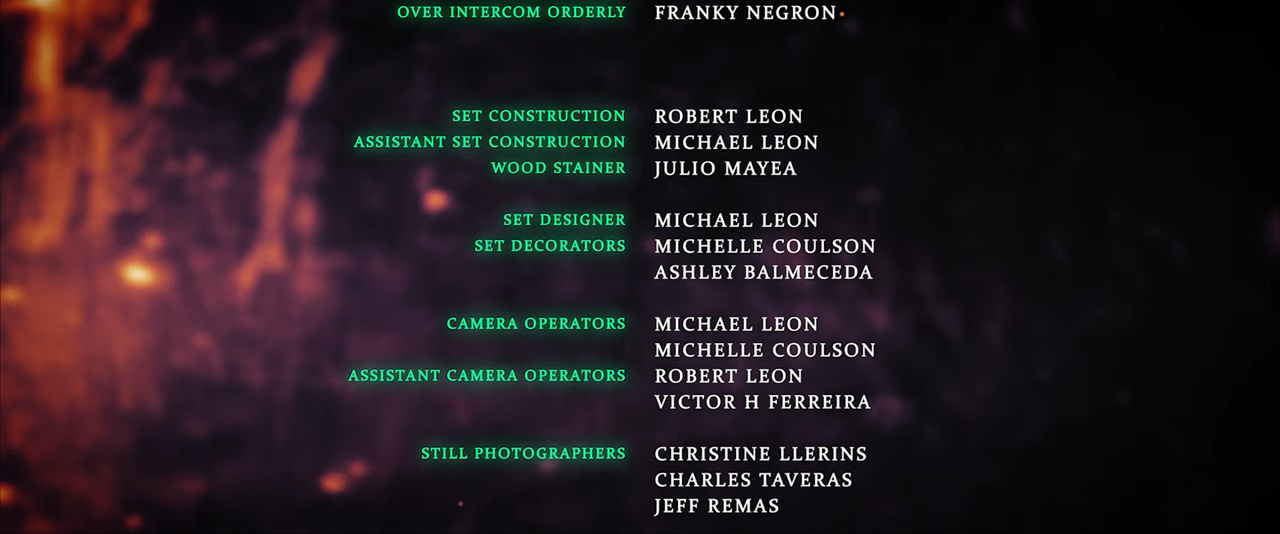 OVER INTERCOM ORDERLY FRANKY NEGRON
SET CONSTRUCTION ROBERT LEON
ASSISTANT SET CONSTRUCTION MICHAEL LEON
WOOD STAINER JULIO MAYEA
SET DESIGNER MICHAEL LEON
SET DECORATORS MICHELLE COULSON
ASHLEY BALMECEDA
CAMERA OPERATORS MICHAEL LEON
MICHELLE COULSON
ASSISTANT CAMERA OPERATORS ROBERT LEON
VICTOR H FERREIRA
STILL PHOTOGRAPHERS CHRISTINE LLERINS
CHARLES TAVERAS
JEFF REMAS